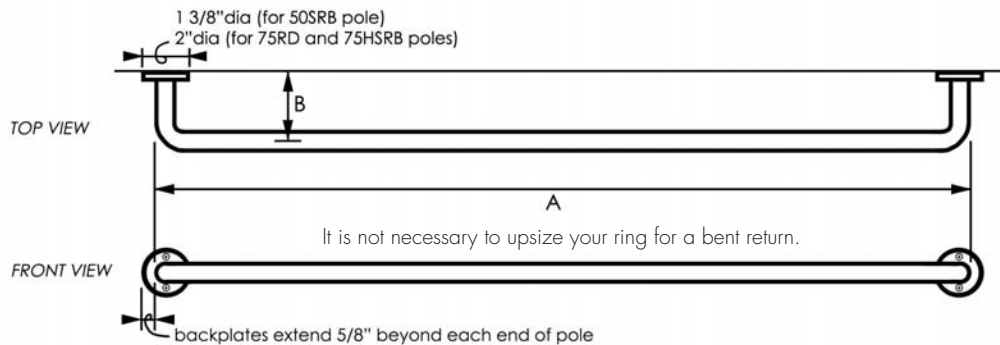 1 3/8"dia (for 50SRB pole)
2"dia (for 75RD and 75HSRB poles)
B
TOP VIEW
A
It is not necessary to upsize your ring for a bent return.
FRONT VIEW
backplates extend 5/8" beyond each end of pole